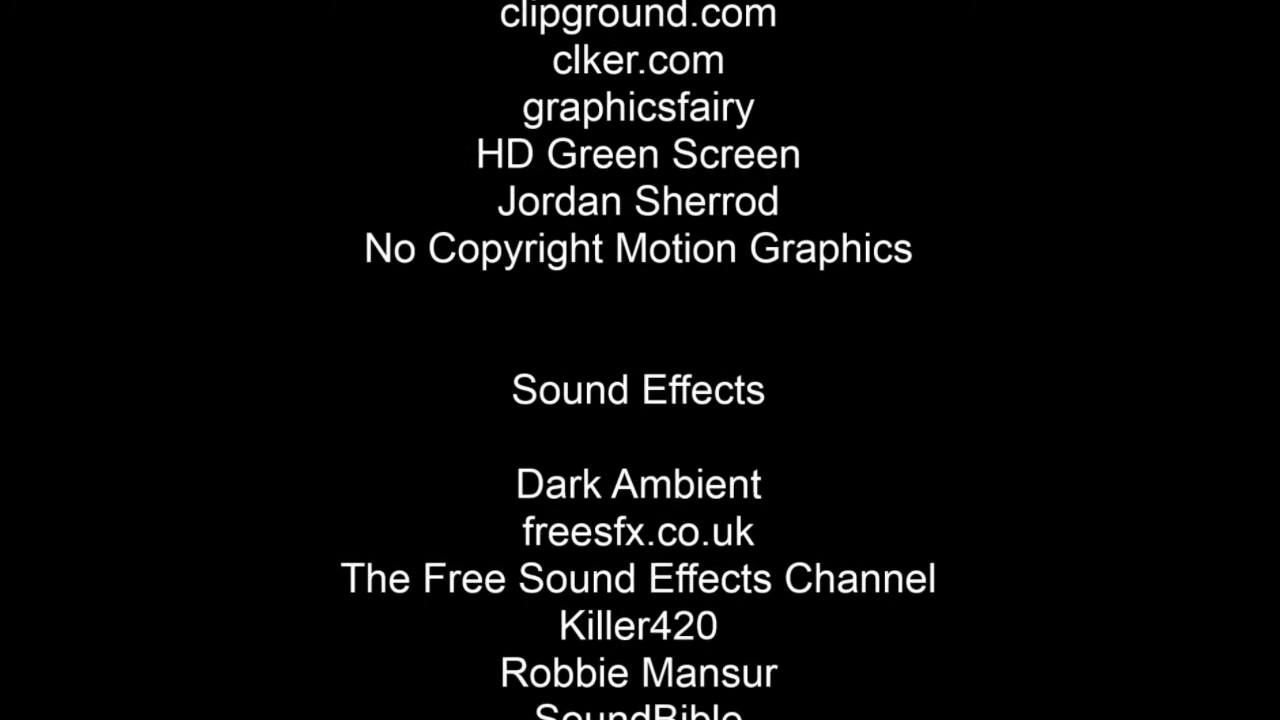 clipground.com
clker.com
graphicsfairy
HD Green Screen
Jordan Sherrod
No Copyright Motion Graphics
Sound Effects
Dark Ambient
freesfx.co.uk
The Free Sound Effects Channel
Killer420
Robbie Mansur
SoundBible